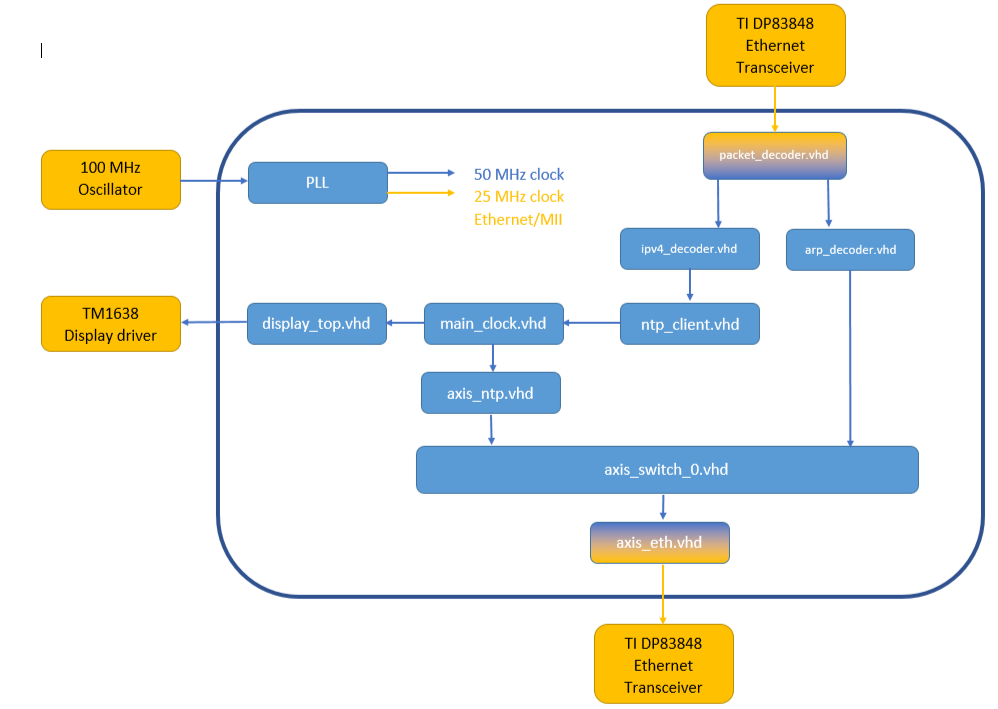 TI DP83848
Ethernet
Transceiver
packet_decoder.vhd
100 MHz
Oscillator
PLL
50 MHz clock
25 MHz clock
Ethernet/MII
ipv4_decoder.vhd
arp_decoder.vhd
TM1638
Display driver
display_top.vhd
main_clock.vhd
ntp_client.vhd
axis_ntp.vhd
axis_switch_0.vhd
axis_eth.vhd
TI DP83848
Ethernet
Transceiver